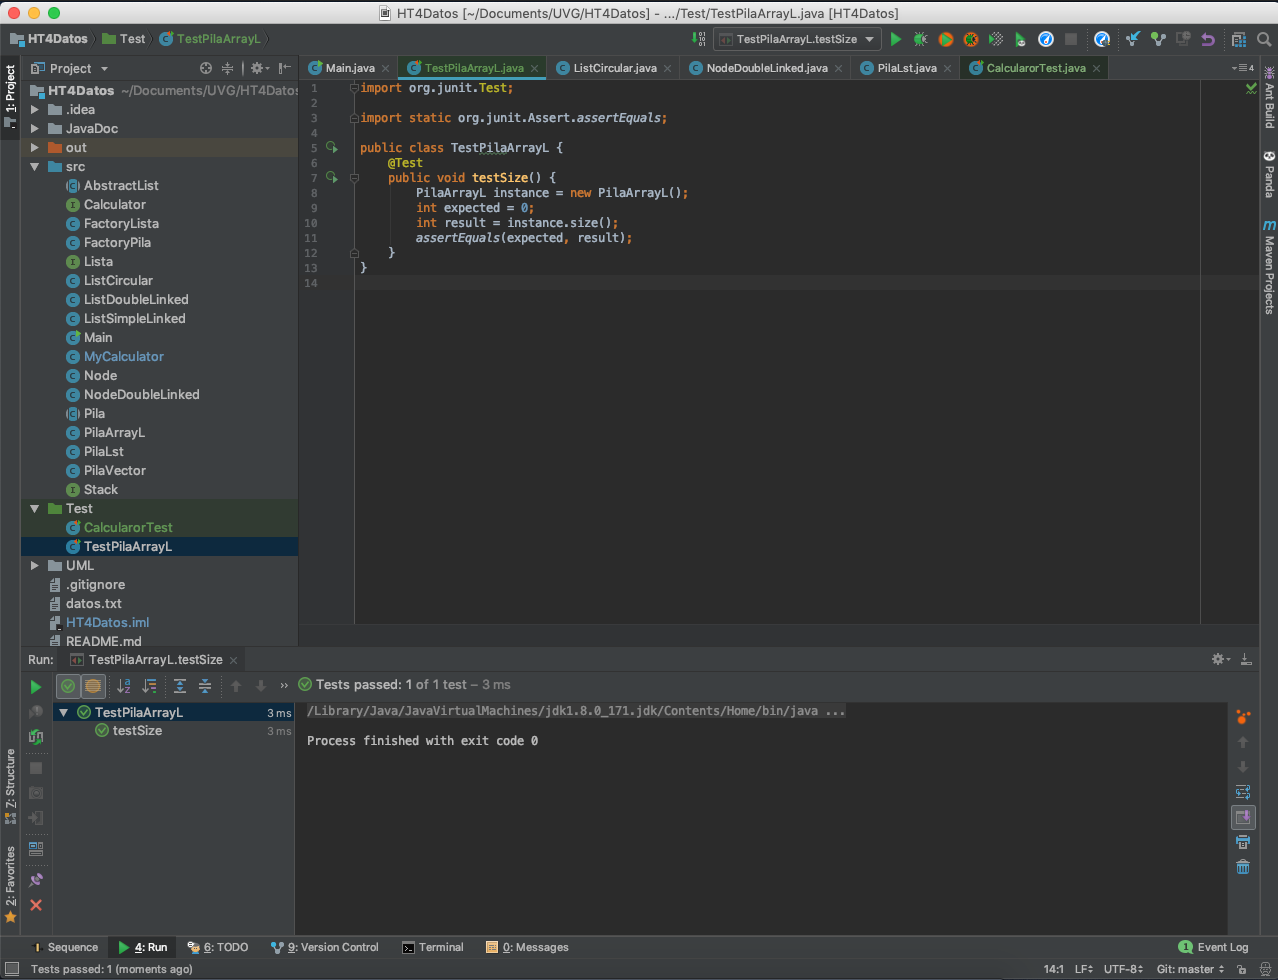 HT4Datos [~/Documents/UVG/HT4Datos] - .../Test/TestPilaArrayL.java [HT4Datos]
HT4Datos Test TestPilaArrayL TestPilaArrayL.testSize
Project Main.java TestPilaArrayL.java ListCircular.java NodeDoubleLinked.java PilaLst.java CalcularorTest.java 4
1: Project
Z: Structure
2: Favorites
Ant Build
Panda
m Maven Projects
HT4Datos ~/Documents/UVG/HT4Datos
.idea
JavaDoc
out
src
AbstractList
Calculator
FactoryLista
FactoryPila
Lista
ListCircular
ListDoubleLinked
ListSimpleLinked
Main
MyCalculator
Node
NodeDoubleLinked
Pila
PilaArrayL
PilaLst
PilaVector
Stack
Test
CalcularorTest
TestPilaArrayL
UML
.gitignore
datos.txt
HT4Datos.iml
README.md
1 import org.junit.Test;
2
3 import static org.junit.Assert.assertEquals;
4
5 public class TestPilaArrayL {
6 @Test
7 public void testSize() {
8 PilaArrayL instance = new PilaArrayL();
9 int expected = 0;
10 int result = instance.size();
11 assertEquals(expected, result);
12 }
13 }
14
Run: TestPilaArrayL.testSize
Tests passed: 1 of 1 test – 3 ms
TestPilaArrayL 3 ms
testSize 3 ms
/Library/Java/JavaVirtualMachines/jdk1.8.0_171.jdk/Contents/Home/bin/java ...
Process finished with exit code 0
Sequence 4: Run 6: TODO 9: Version Control Terminal 0: Messages 1 Event Log
Tests passed: 1 (moments ago) 14:1 LF UTF-8 Git: master